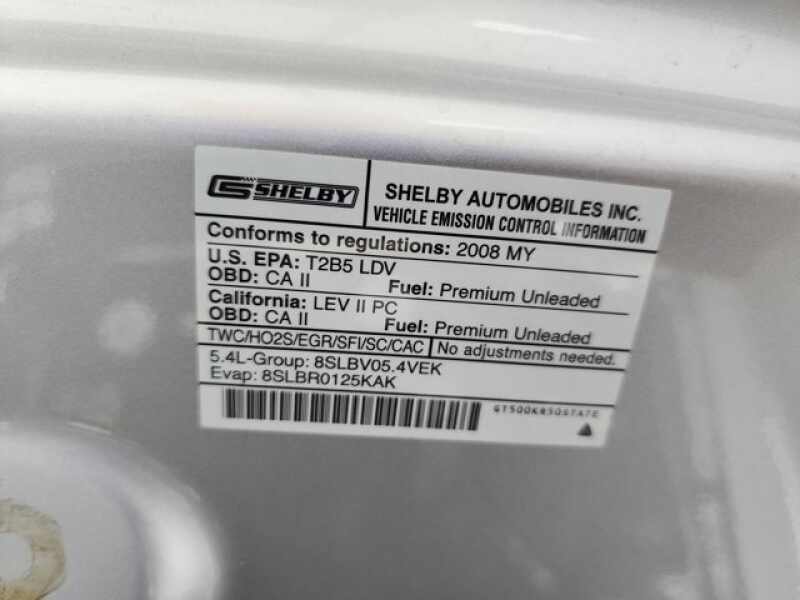 CS SHELBY
SHELBY AUTOMOBILES INC.
VEHICLE EMISSION CONTROL INFORMATION
Conforms to regulations: 2008 MY
U.S. EPA: T2B5 LDV
OBD: CA II Fuel: Premium Unleaded
California: LEV II PC
OBD: CA II Fuel: Premium Unleaded
TWC/HO2S/EGR/SFI/SC/CAC No adjustments needed.
5.4L-Group: 8SLBV05.4VEK
Evap: 8SLBR0125KAK